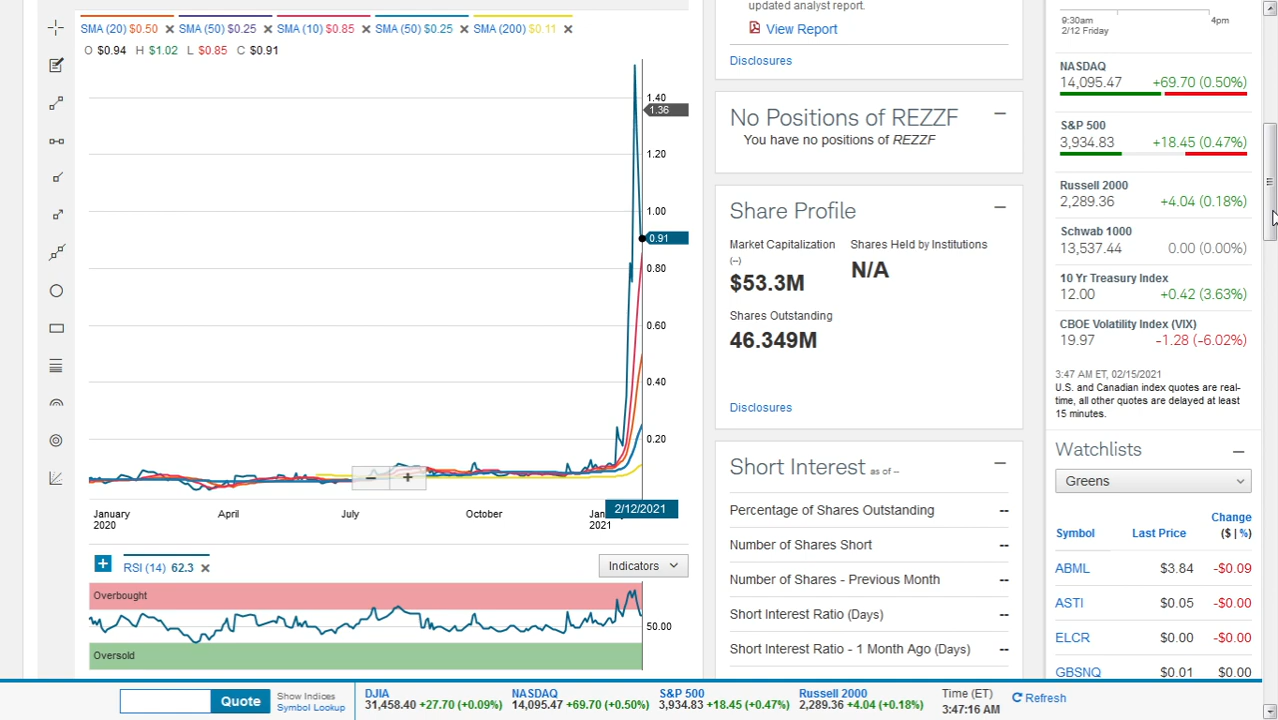 SMA (20) $0.50 SMA (50) $0.25 SMA (10) $0.85 SMA (50) $0.25 SMA (200) $0.11
O $0.94 H $1.02 L $0.85 C $0.91
1.40
1.36
1.20
1.00
0.91
0.80
0.60
0.40
0.20
January
2020
April
July
October
2021
2/12/2021
RSI (14) 62.3
Indicators
Overbought
50.00
Oversold
updated analyst report.
View Report
Disclosures
No Positions of REZZF
You have no positions of REZZF
Share Profile
Market Capitalization
(--)
$53.3M
Shares Held by Institutions
N/A
Shares Outstanding
46.349M
Disclosures
Short Interest as of --
Percentage of Shares Outstanding --
Number of Shares Short --
Number of Shares - Previous Month --
Short Interest Ratio (Days) --
Short Interest Ratio - 1 Month Ago (Days) --
9:30am 4pm
2/12 Friday
NASDAQ
14,095.47 +69.70 (0.50%)
S&P 500
3,934.83 +18.45 (0.47%)
Russell 2000
2,289.36 +4.04 (0.18%)
Schwab 1000
13,537.44 0.00 (0.00%)
10 Yr Treasury Index
12.00 +0.42 (3.63%)
CBOE Volatility Index (VIX)
19.97 -1.28 (-6.02%)
3:47 AM ET, 02/15/2021
U.S. and Canadian index quotes are real-
time, all other quotes are delayed at least
15 minutes.
Watchlists
Greens
Symbol Last Price Change
($ | %)
ABML $3.84 -$0.09
ASTI $0.05 -$0.00
ELCR $0.00 -$0.00
GBSNQ $0.01 $0.00
Quote
Show Indices
Symbol Lookup
DJIA
31,458.40 +27.70 (+0.09%)
NASDAQ
14,095.47 +69.70 (+0.50%)
S&P 500
3,934.83 +18.45 (+0.47%)
Russell 2000
2,289.36 +4.04 (+0.18%)
Time (ET)
3:47:16 AM
Refresh